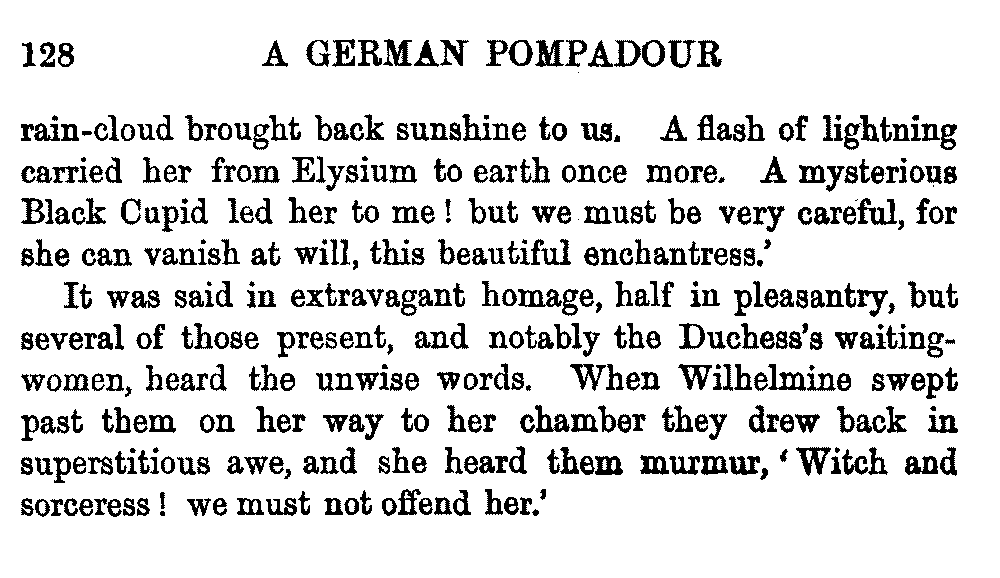 128 A GERMAN POMPADOUR
rain-cloud brought back sunshine to us. A flash of lightning
carried her from Elysium to earth once more. A mysterious
Black Cupid led her to me! but we must be very careful, for
she can vanish at will, this beautiful enchantress.'
It was said in extravagant homage, half in pleasantry, but
several of those present, and notably the Duchess's waiting-
women, heard the unwise words. When Wilhelmine swept
past them on her way to her chamber they drew back in
superstitious awe, and she heard them murmur, ‘Witch and
sorceress! we must not offend her.'